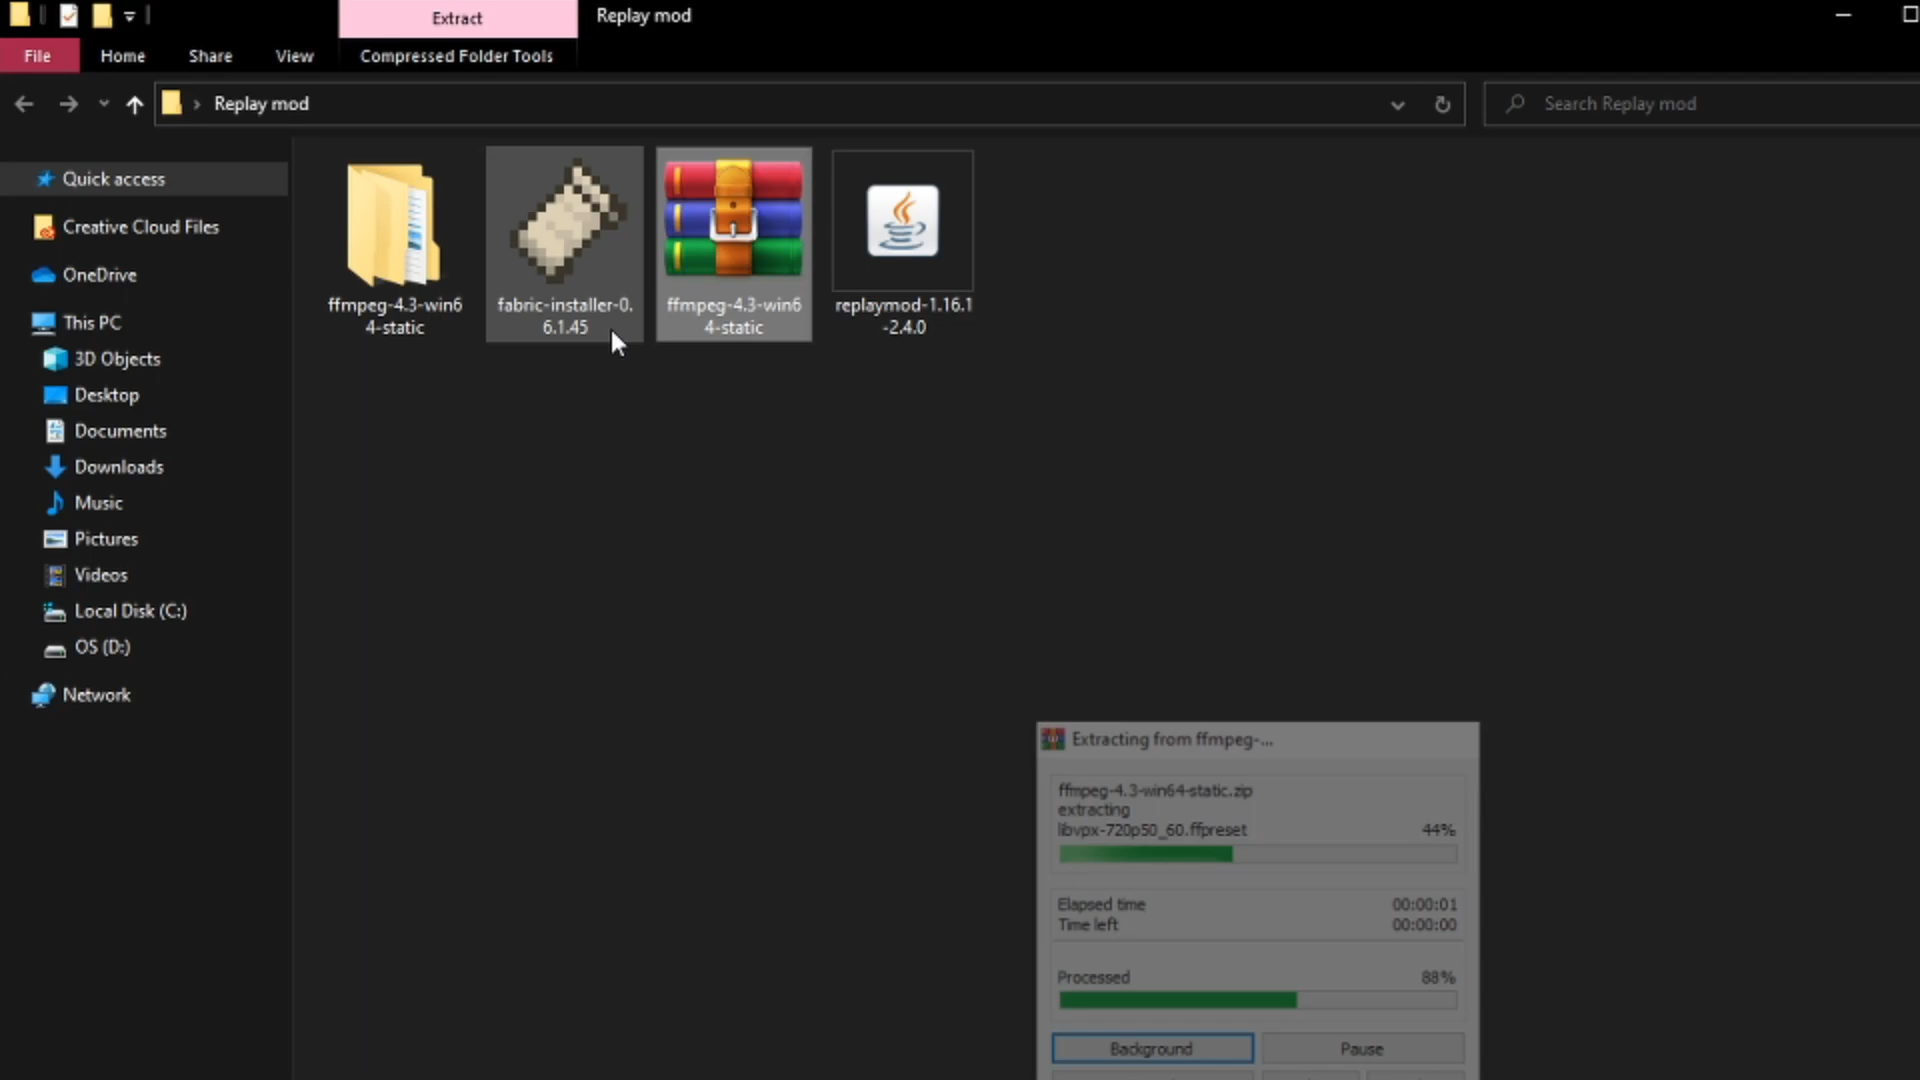 Extract
Replay mod
File
Home
Share
View
Compressed Folder Tools
Replay mod
Search Replay mod
Quick access
Creative Cloud Files
OneDrive
This PC
3D Objects
Desktop
Documents
Downloads
Music
Pictures
Videos
Local Disk (C:)
OS (D:)
Network
ffmpeg-4.3-win6
4-static
fabric-installer-0.
6.1.45
ffmpeg-4.3-win6
4-static
replaymod-1.16.1
-2.4.0
Extracting from ffmpeg-...
ffmpeg-4.3-win64-static.zip
extracting
libvpx-720p50_60.ffpreset 44%
Elapsed time 00:00:01
Time left 00:00:00
Processed 88%
Background
Pause